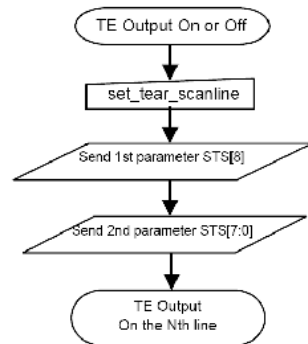 TE Output On or Off
set_tear_scanline
Send 1st parameter STS[8]
Send 2nd parameter STS[7:0]
TE Output
On the Nth line